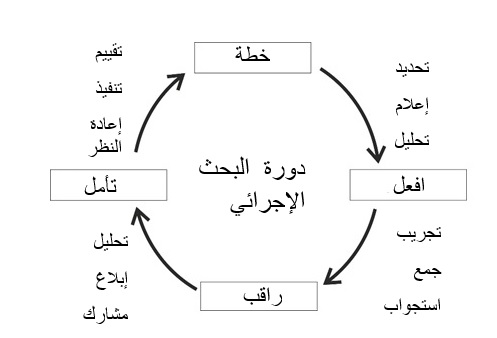 خطة
تحديد
إعلام
تحليل
افعل
تجريب
جمع
استجواب
راقب
تحليل
إبلاغ
مشارك
تأمل
تقييم
تنفيذ
إعادة
النظر
دورة البحث
الإجرائي